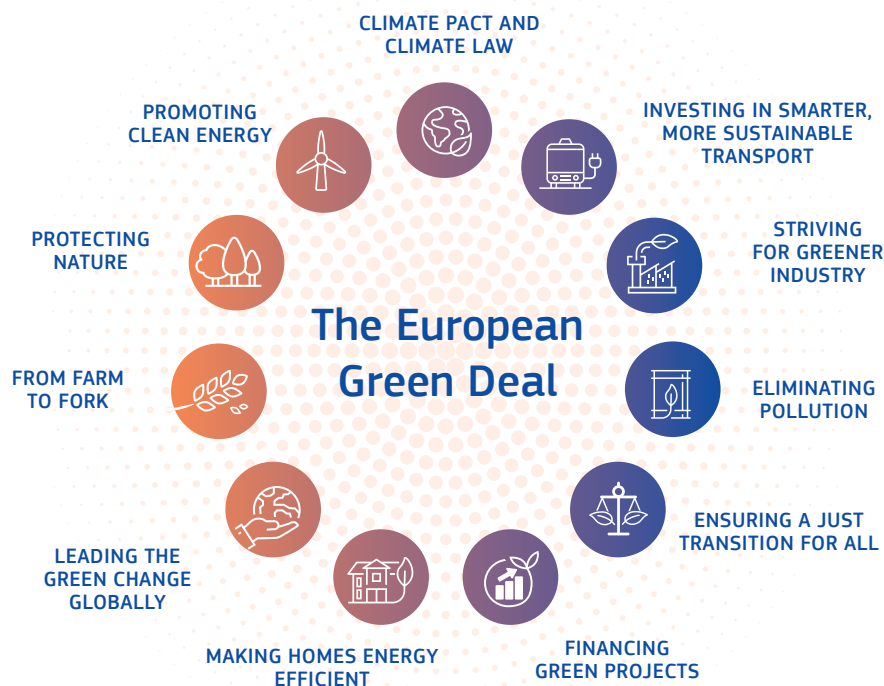 CLIMATE PACT AND
CLIMATE LAW
PROMOTING
CLEAN ENERGY
INVESTING IN SMARTER,
MORE SUSTAINABLE
TRANSPORT
PROTECTING
NATURE
STRIVING
FOR GREENER
INDUSTRY
The European
Green Deal
FROM FARM
TO FORK
ELIMINATING
POLLUTION
LEADING THE
GREEN CHANGE
GLOBALLY
ENSURING A JUST
TRANSITION FOR ALL
MAKING HOMES ENERGY
EFFICIENT
FINANCING
GREEN PROJECTS